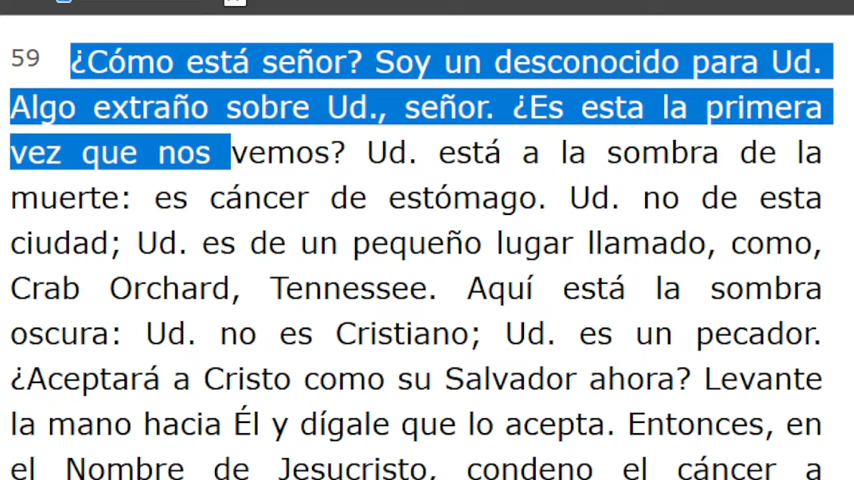 59 ¿Cómo está señor? Soy un desconocido para Ud.
Algo extraño sobre Ud., señor. ¿Es esta la primera
vez que nos vemos? Ud. está a la sombra de la
muerte: es cáncer de estómago. Ud. no de esta
ciudad; Ud. es de un pequeño lugar llamado, como,
Crab Orchard, Tennessee. Aquí está la sombra
oscura: Ud. no es Cristiano; Ud. es un pecador.
¿Aceptará a Cristo como su Salvador ahora? Levante
la mano hacia Él y dígale que lo acepta. Entonces, en
el Nombre de Jesucristo, condeno el cáncer a